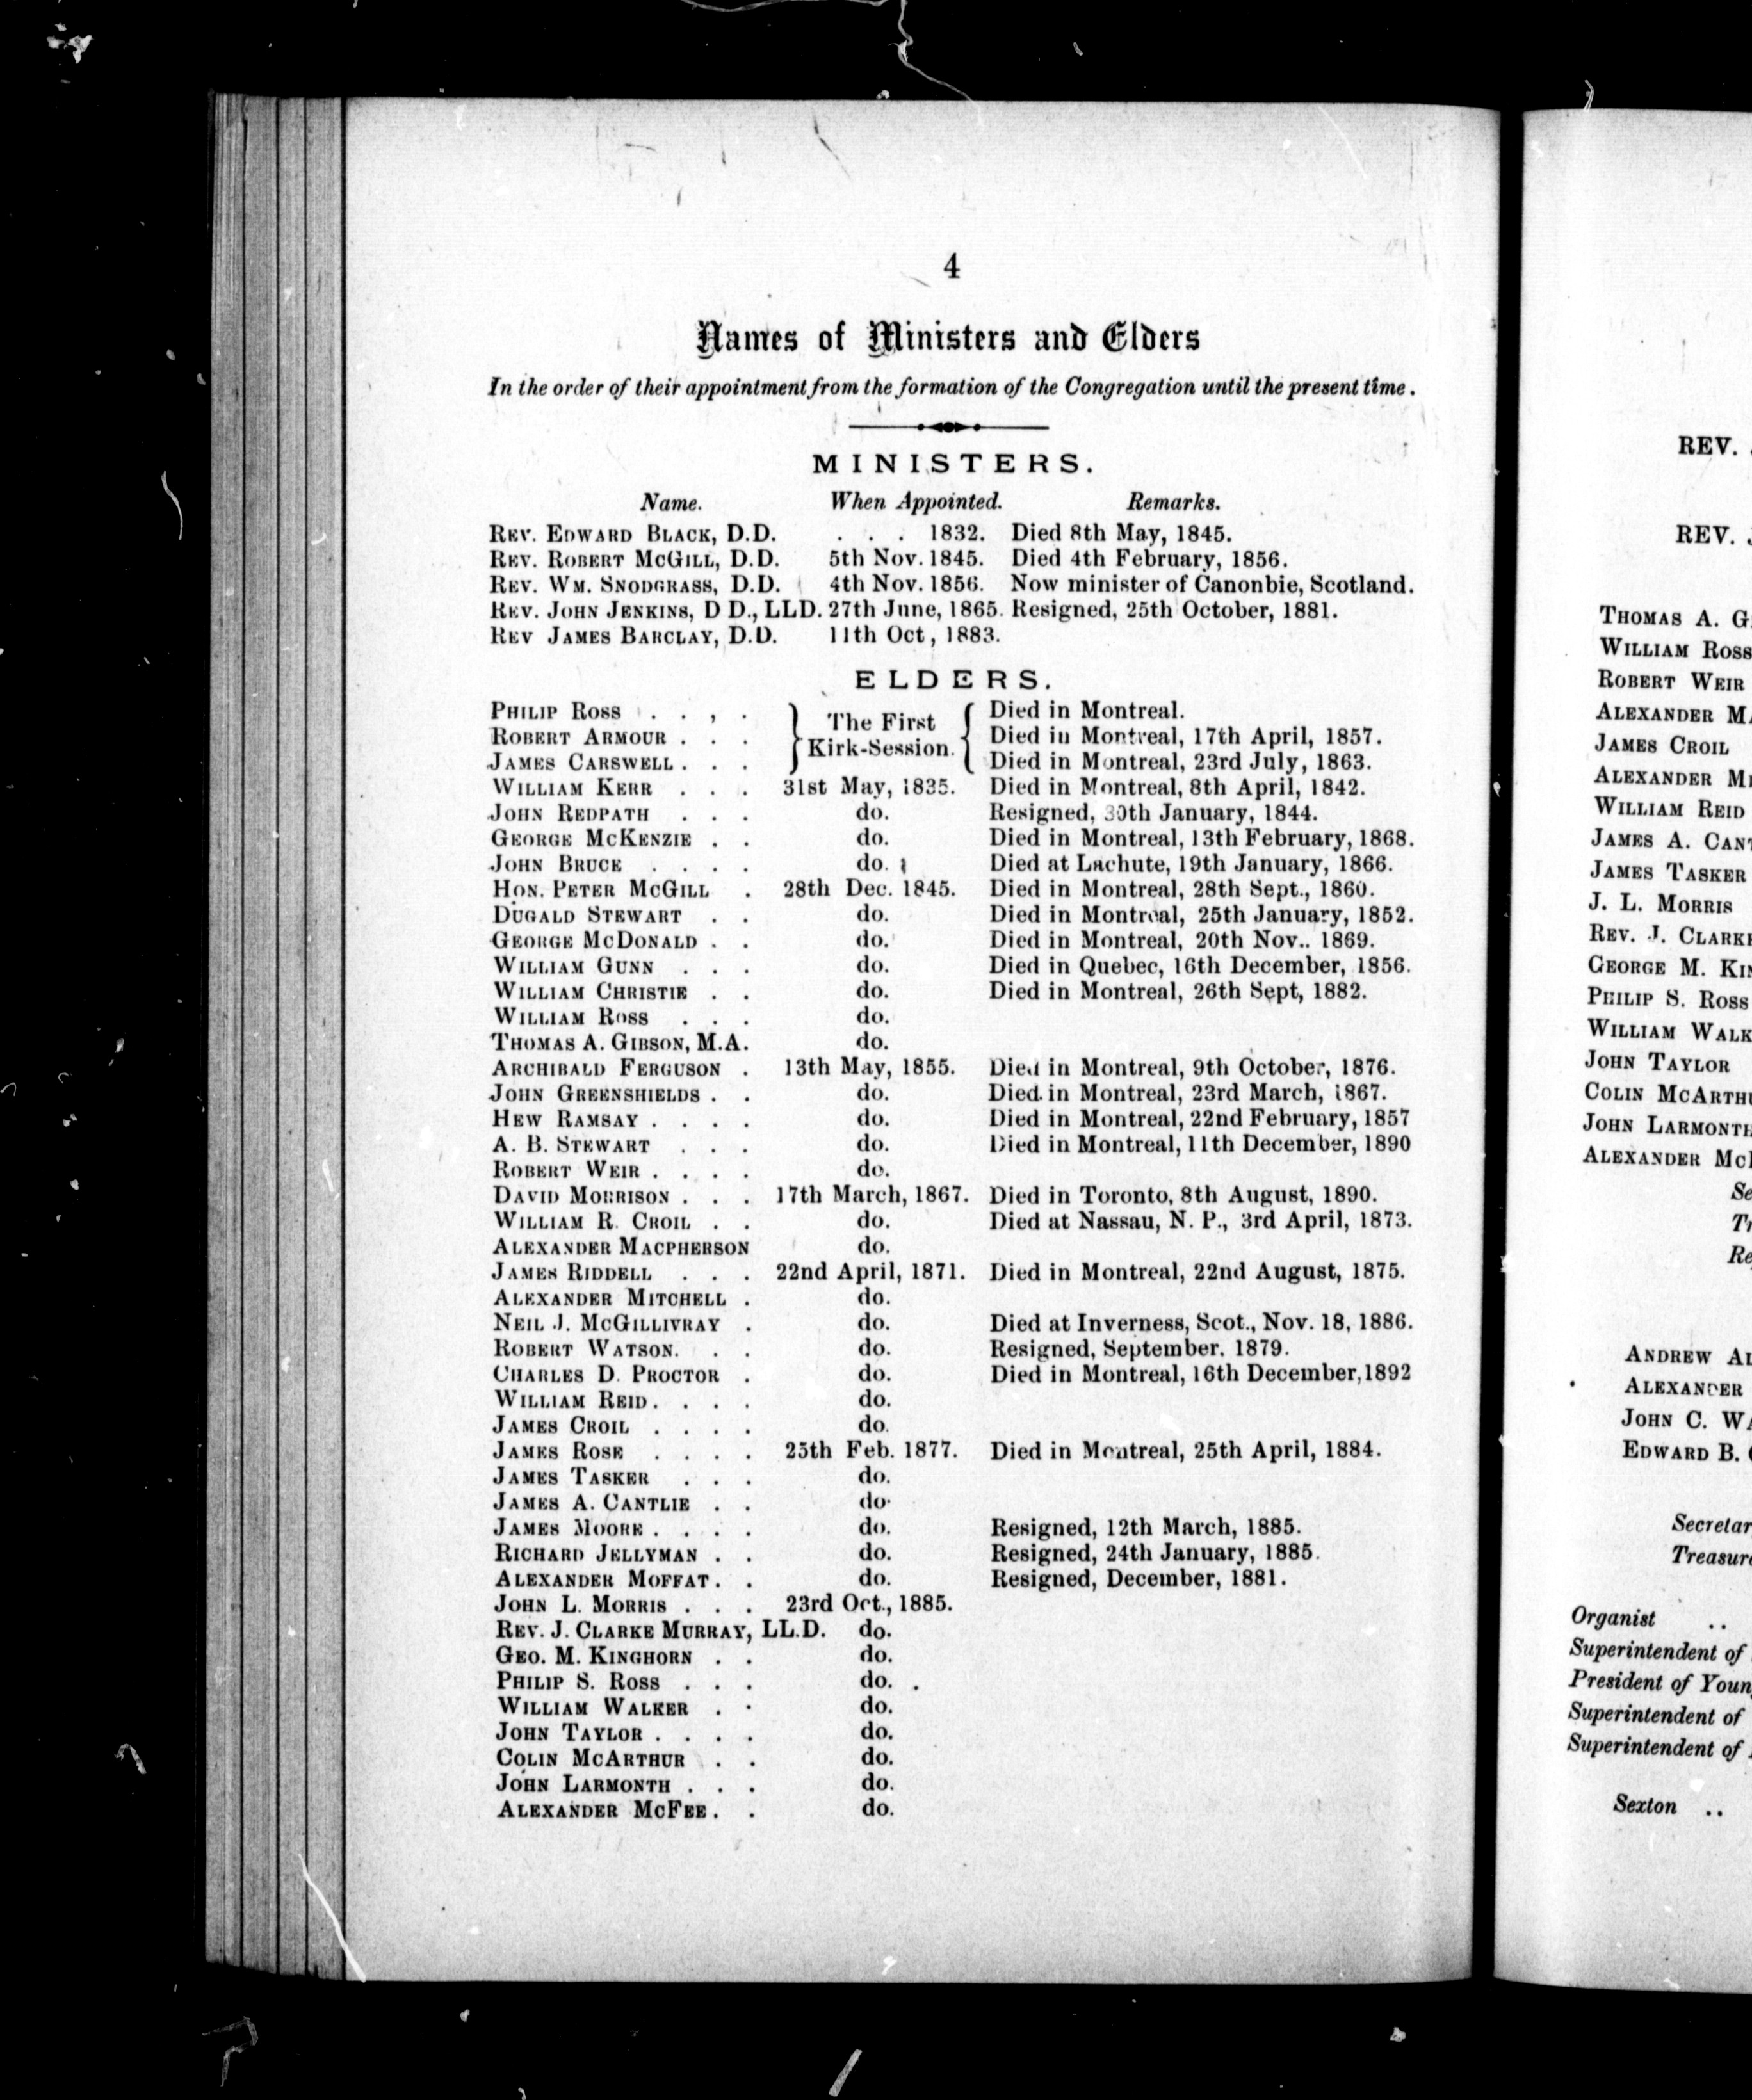 4
Names of Ministers and Elders
In the order of their appointment from the formation of the Congregation until the present time.
MINISTERS.
Name. When Appointed. Remarks.
REV. EDWARD BLACK, D.D. . . . 1832. Died 8th May, 1845.
REV. ROBERT MCGILL, D.D. 5th Nov. 1845. Died 4th February, 1856.
REV. WM. SNODGRASS, D.D. 4th Nov. 1856. Now minister of Canonbie, Scotland.
REV. JOHN JENKINS, D D., LLD. 27th June, 1865. Resigned, 25th October, 1881.
REV JAMES BARCLAY, D.D. 11th Oct, 1883.
ELDERS.
PHILIP ROSS . . , . } The First Kirk-Session. { Died in Montreal.
ROBERT ARMOUR . . . Died in Montreal, 17th April, 1857.
JAMES CARSWELL . . . Died in Montreal, 23rd July, 1863.
WILLIAM KERR . . . 31st May, 1835. Died in Montreal, 8th April, 1842.
JOHN REDPATH . . . do. Resigned, 30th January, 1844.
GEORGE MCKENZIE . . do. Died in Montreal, 13th February, 1868.
JOHN BRUCE . . . . do. Died at Lachute, 19th January, 1866.
HON. PETER MCGILL . 28th Dec. 1845. Died in Montreal, 28th Sept., 1860.
DUGALD STEWART . . do. Died in Montreal, 25th January, 1852.
GEORGE MCDONALD . . do. Died in Montreal, 20th Nov.. 1869.
WILLIAM GUNN . . . do. Died in Quebec, 16th December, 1856.
WILLIAM CHRISTIE . . do. Died in Montreal, 26th Sept, 1882.
WILLIAM ROSS . . . do.
THOMAS A. GIBSON, M.A. do.
ARCHIBALD FERGUSON . 13th May, 1855. Died in Montreal, 9th October, 1876.
JOHN GREENSHIELDS . . do. Died in Montreal, 23rd March, 1867.
HEW RAMSAY . . . . do. Died in Montreal, 22nd February, 1857
A. B. STEWART . . . do. Died in Montreal, 11th December, 1890
ROBERT WEIR . . . . do.
DAVID MORRISON . . . 17th March, 1867. Died in Toronto, 8th August, 1890.
WILLIAM R. CROIL . . do. Died at Nassau, N. P., 3rd April, 1873.
ALEXANDER MACPHERSON do.
JAMES RIDDELL . . . 22nd April, 1871. Died in Montreal, 22nd August, 1875.
ALEXANDER MITCHELL . do.
NEIL J. MCGILLIVRAY . do. Died at Inverness, Scot., Nov. 18, 1886.
ROBERT WATSON. . . do. Resigned, September. 1879.
CHARLES D. PROCTOR . do. Died in Montreal, 16th December, 1892
WILLIAM REID . . . . do.
JAMES CROIL . . . . do.
JAMES ROSE . . . . 25th Feb. 1877. Died in Montreal, 25th April, 1884.
JAMES TASKER . . . do.
JAMES A. CANTLIE . . do.
JAMES MOORE . . . . do. Resigned, 12th March, 1885.
RICHARD JELLYMAN . . do. Resigned, 24th January, 1885.
ALEXANDER MOFFAT . . do. Resigned, December, 1881.
JOHN L. MORRIS . . . 23rd Oct., 1885.
REV. J. CLARKE MURRAY, LL.D. do.
GEO. M. KINGHORN . . do.
PHILIP S. ROSS . . . do.
WILLIAM WALKER . . do.
JOHN TAYLOR . . . . do.
COLIN MCARTHUR . . do.
JOHN LARMONTH . . . do.
ALEXANDER MCFEE . . do.
REV.
REV.
THOMAS A.
WILLIAM ROSS
ROBERT WEIR
ALEXANDER
JAMES CROIL
ALEXANDER
WILLIAM REID
JAMES A.
JAMES TASKER
J. L. MORRIS
REV. J.
GEORGE M.
PHILIP S. ROSS
WILLIAM
JOHN TAYLOR
COLIN
JOHN
ALEXANDER
ANDREW
ALEXANDER
JOHN C.
EDWARD B.
Organist ..
Superintendent of
President of
Superintendent of
Superintendent of
Sexton ..